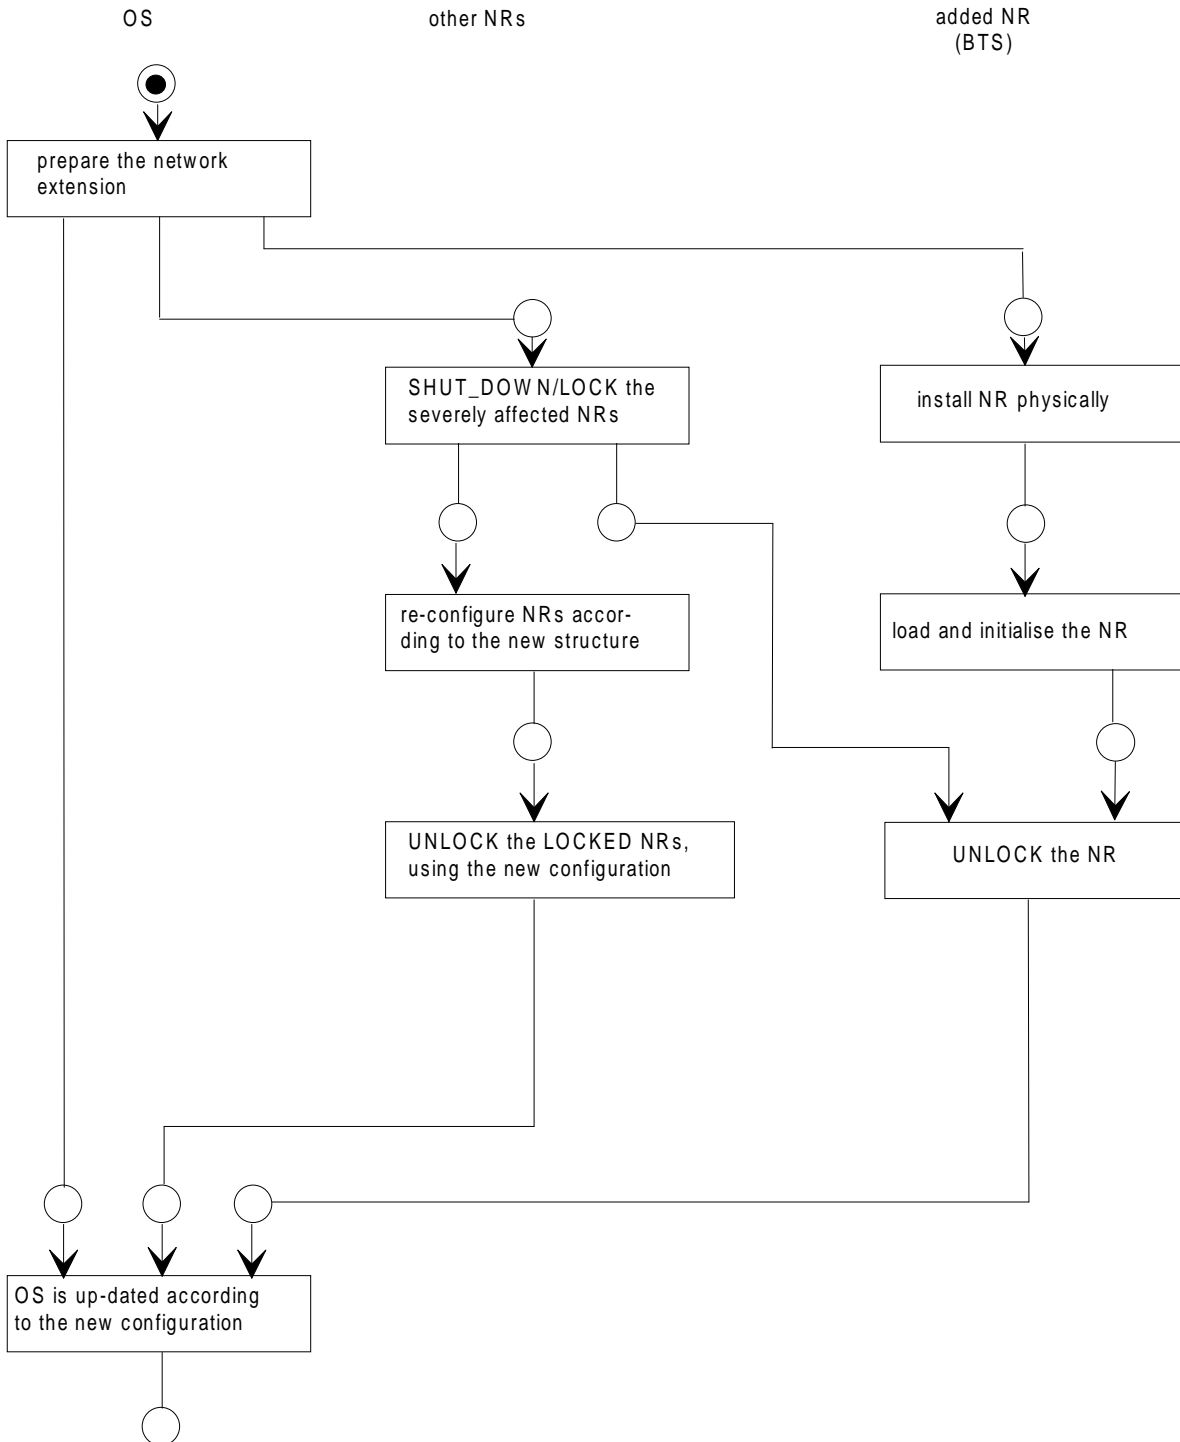 OS
other NRs
added NR
(BTS)
prepare the network
extension
SHUT_DOWN/LOCK the
severely affected NRs
install NR physically
re-configure NRs accor-
ding to the new structure
load and initialise the NR
UNLOCK the LOCKED NRs,
using the new configuration
UNLOCK the NR
OS is up-dated according
to the new configuration